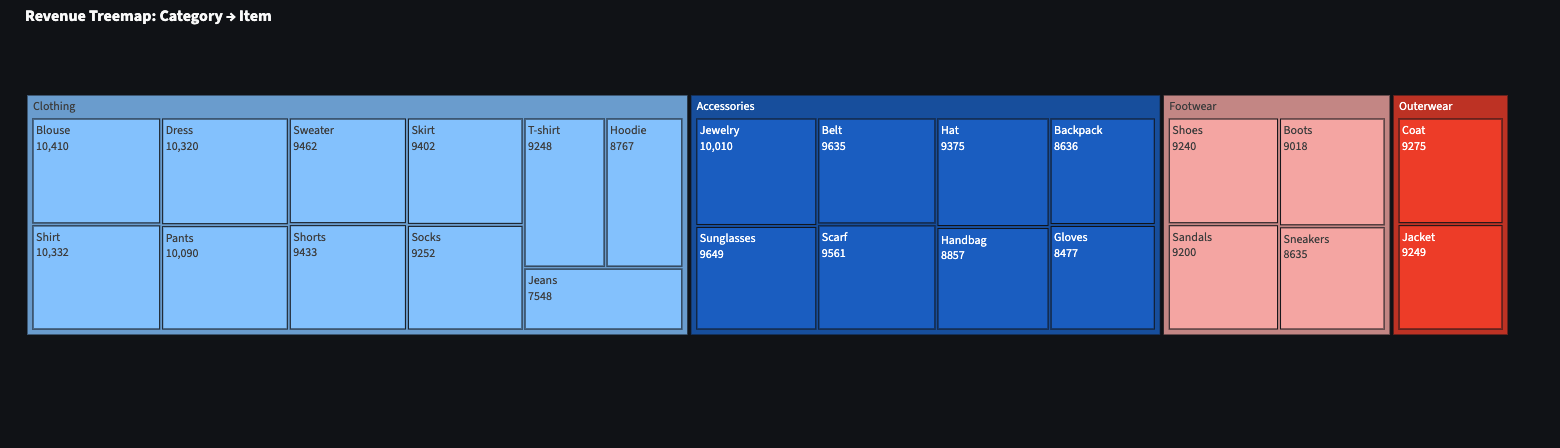 Revenue Treemap: Category → Item
Clothing
Blouse
10,410
Dress
10,320
Sweater
9462
Skirt
9402
T-shirt
9248
Hoodie
8767
Shirt
10,332
Pants
10,090
Shorts
9433
Socks
9252
Jeans
7548
Accessories
Jewelry
10,010
Belt
9635
Hat
9375
Backpack
8636
Sunglasses
9649
Scarf
9561
Handbag
8857
Gloves
8477
Footwear
Shoes
9240
Boots
9018
Sandals
9200
Sneakers
8635
Outerwear
Coat
9275
Jacket
9249